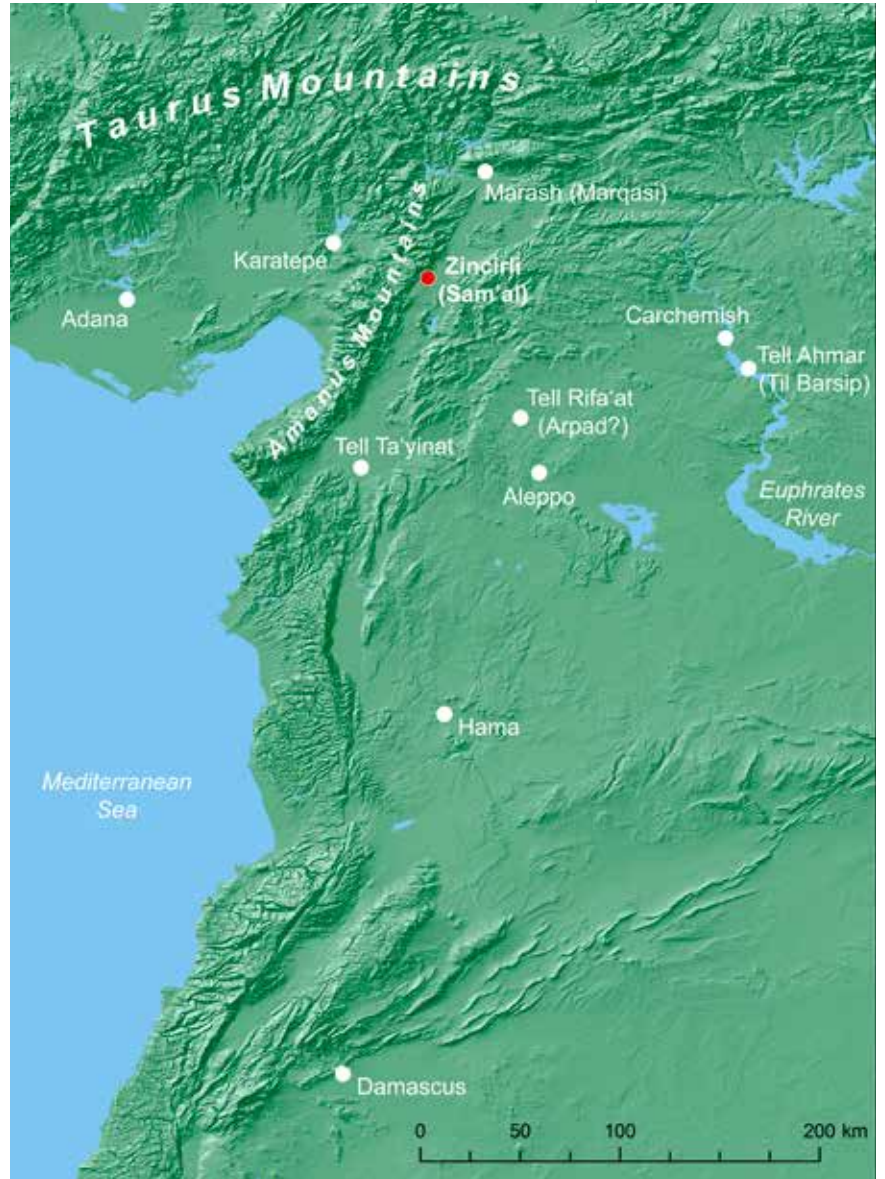 Taurus Mountains
Marash (Marqasi)
Amanus Mountains
Karatepe
Zincirli
(Sam'al)
Adana
Carchemish
Tell Ahmar
(Til Barsip)
Tell Rifa'at
(Arpad?)
Tell Ta'yinat
Aleppo
Euphrates
River
Hama
Mediterranean
Sea
Damascus
0 50 100 200 km